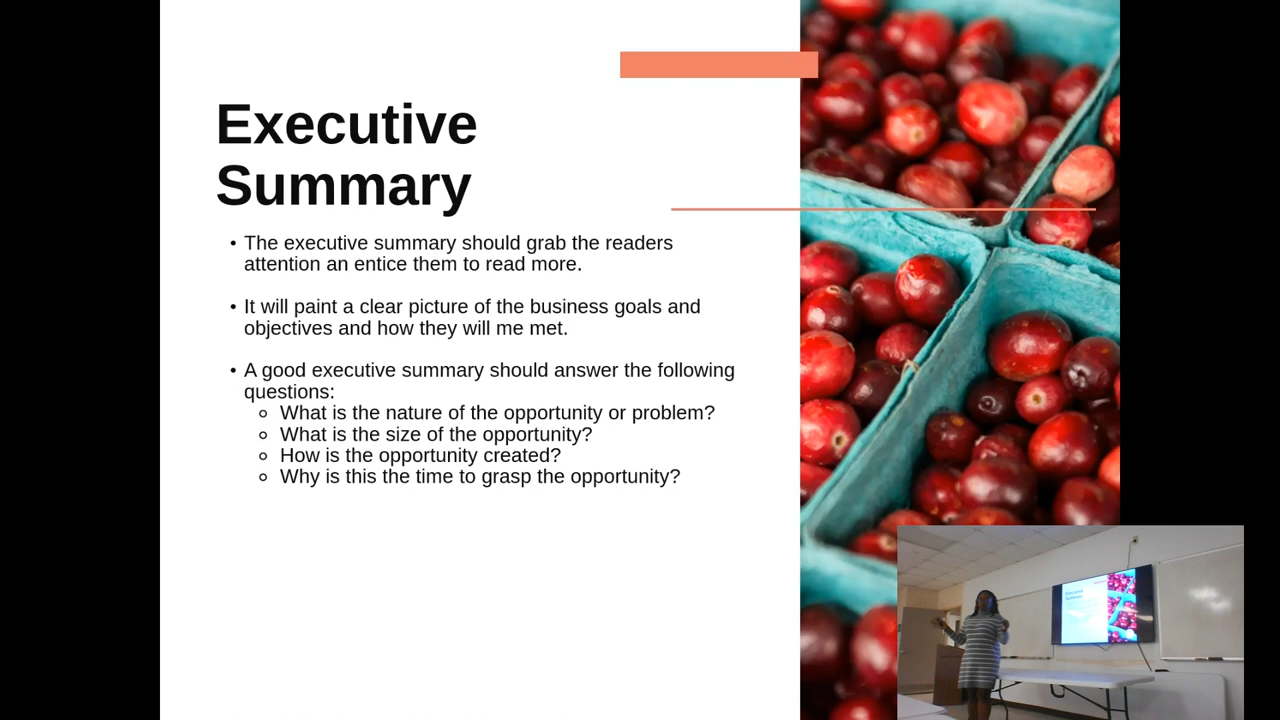 Executive
Summary
• The executive summary should grab the readers
attention an entice them to read more.
• It will paint a clear picture of the business goals and
objectives and how they will me met.
• A good executive summary should answer the following
questions:
o What is the nature of the opportunity or problem?
o What is the size of the opportunity?
o How is the opportunity created?
o Why is this the time to grasp the opportunity?
Executive
Summary